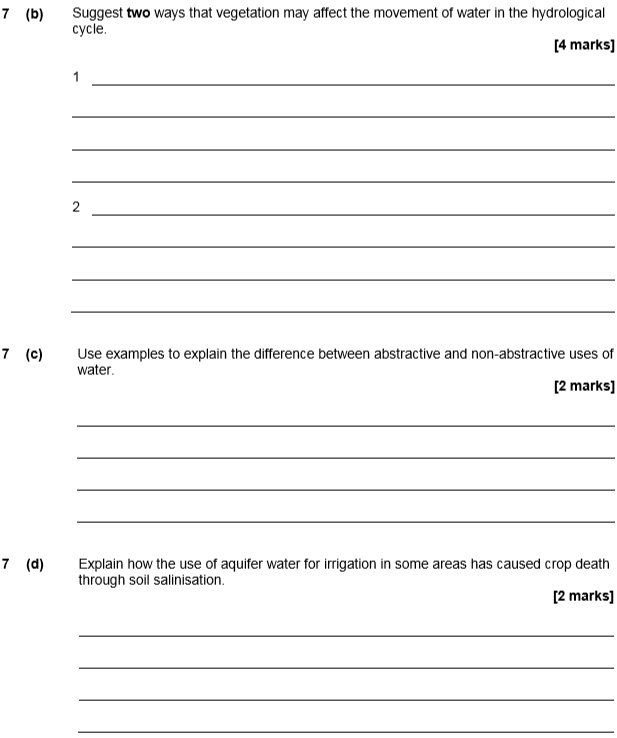 7 (b) Suggest two ways that vegetation may affect the movement of water in the hydrological
cycle.
[4 marks]
1
2
7 (c) Use examples to explain the difference between abstractive and non-abstractive uses of
water.
[2 marks]
7 (d) Explain how the use of aquifer water for irrigation in some areas has caused crop death
through soil salinisation.
[2 marks]